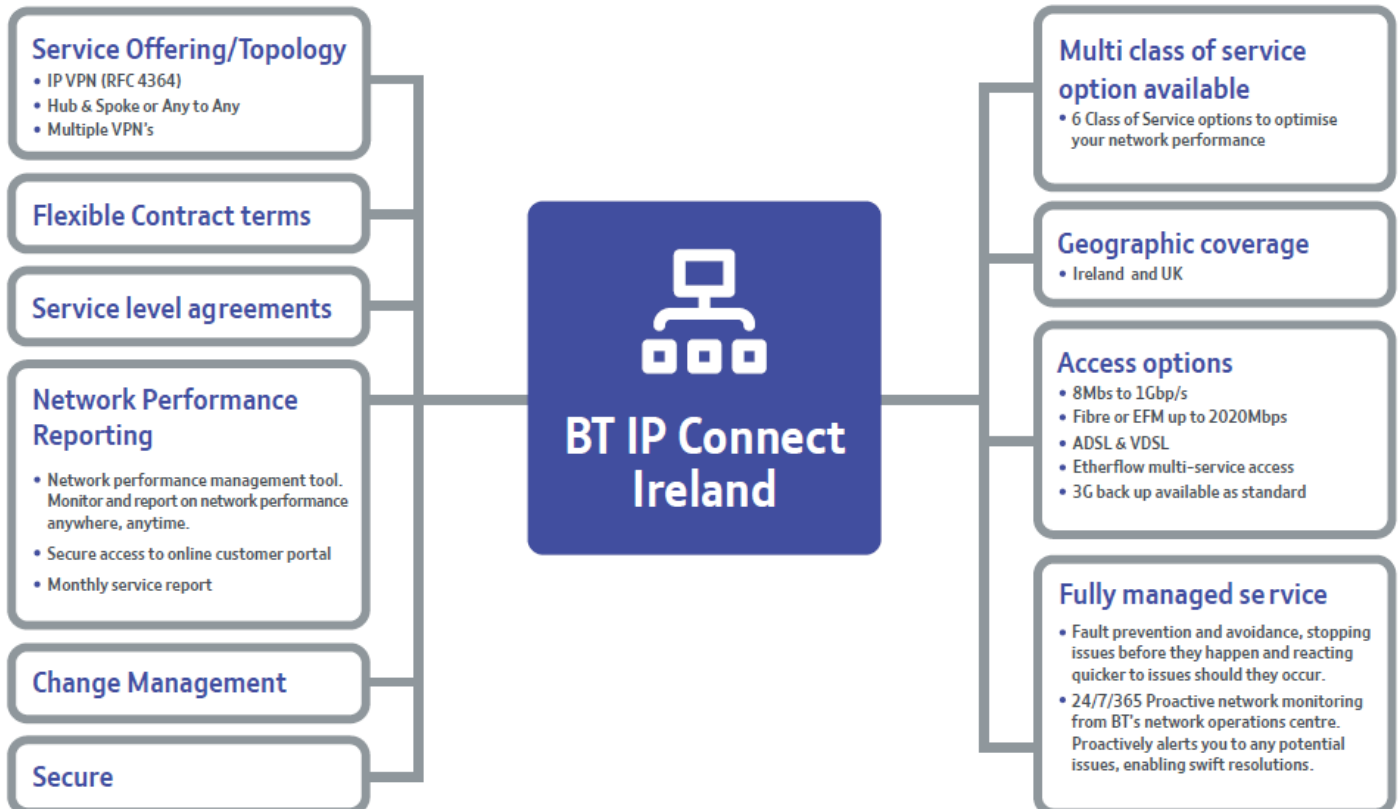 Service Offering/Topology
• IP VPN (RFC 4364)
• Hub & Spoke or Any to Any
• Multiple VPN's
Flexible Contract terms
Service level agreements
Network Performance
Reporting
• Network performance management tool.
Monitor and report on network performance
anywhere, anytime.
• Secure access to online customer portal
• Monthly service report
Change Management
Secure
BT IP Connect
Ireland
Multi class of service
option available
• 6 Class of Service options to optimise
your network performance
Geographic coverage
• Ireland and UK
Access options
• 8Mbs to 1Gbp/s
• Fibre or EFM up to 2020Mbps
• ADSL & VDSL
• Etherflow multi-service access
• 3G back up available as standard
Fully managed service
• Fault prevention and avoidance, stopping
issues before they happen and reacting
quicker to issues should they occur.
• 24/7/365 Proactive network monitoring
from BT's network operations centre.
Proactively alerts you to any potential
issues, enabling swift resolutions.